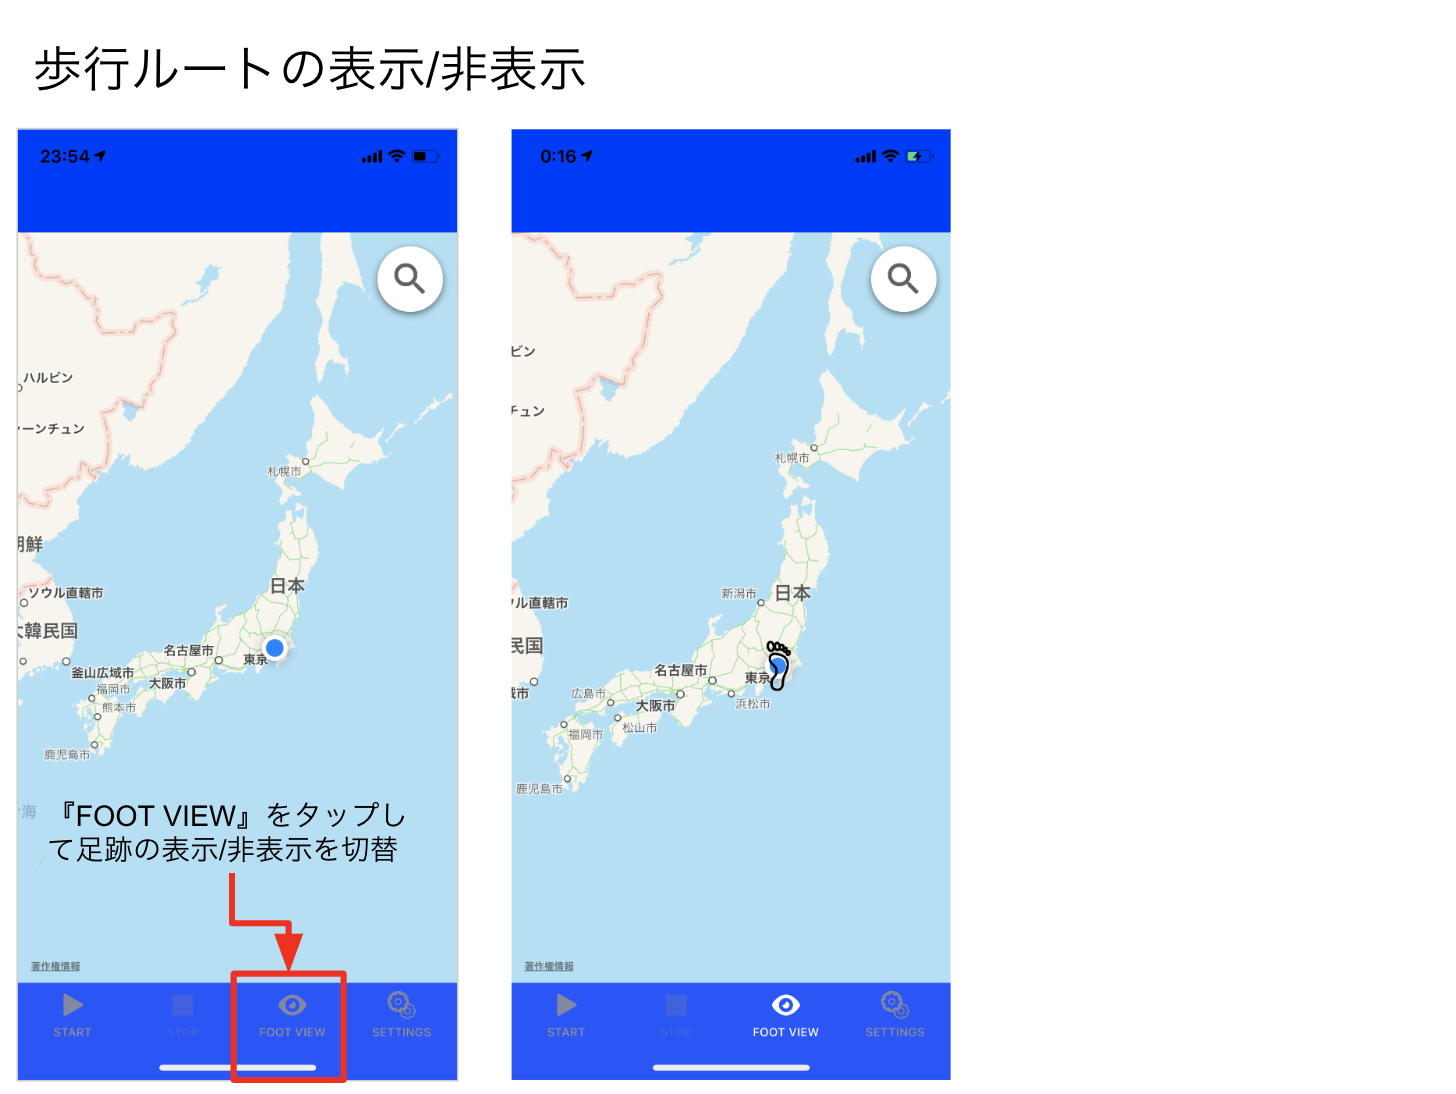 歩行ルートの表示/非表示
23:54
ハルビン
ーンチュン
札幌市
朝鮮
日本
ソウル直轄市
大韓民国
名古屋市
東京
釜山広域市
大阪市
福岡市
熊本市
鹿児島市
海
『FOOT VIEW』をタップし
て足跡の表示/非表示を切替
著作権情報
START
STOP
FOOT VIEW
SETTINGS
0:16
ビン
チュン
札幌市
新潟市
日本
ル直轄市
民国
名古屋市
東京
域市
広島市
大阪市
浜松市
松山市
福岡市
鹿児島市
著作権情報
START
STOP
FOOT VIEW
SETTINGS